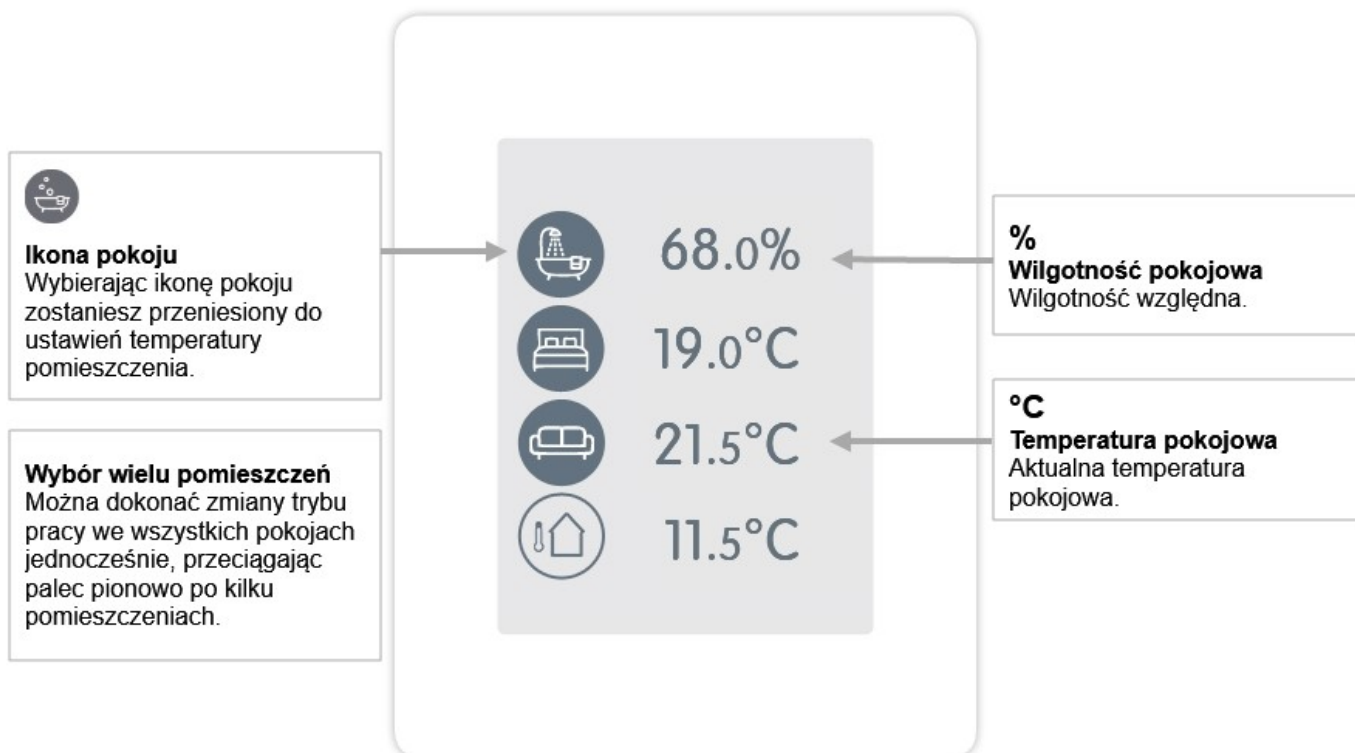 Ikona pokoju
Wybierając ikonę pokoju
zostaniesz przeniesiony do
ustawień temperatury
pomieszczenia.
Wybór wielu pomieszczeń
Można dokonać zmiany trybu
pracy we wszystkich pokojach
jednocześnie, przeciągając
palec pionowo po kilku
pomieszczeniach.
68.0%
19.0°C
21.5°C
11.5°C
%
Wilgotność pokojowa
Wilgotność względna.
°C
Temperatura pokojowa
Aktualna temperatura
pokojowa.